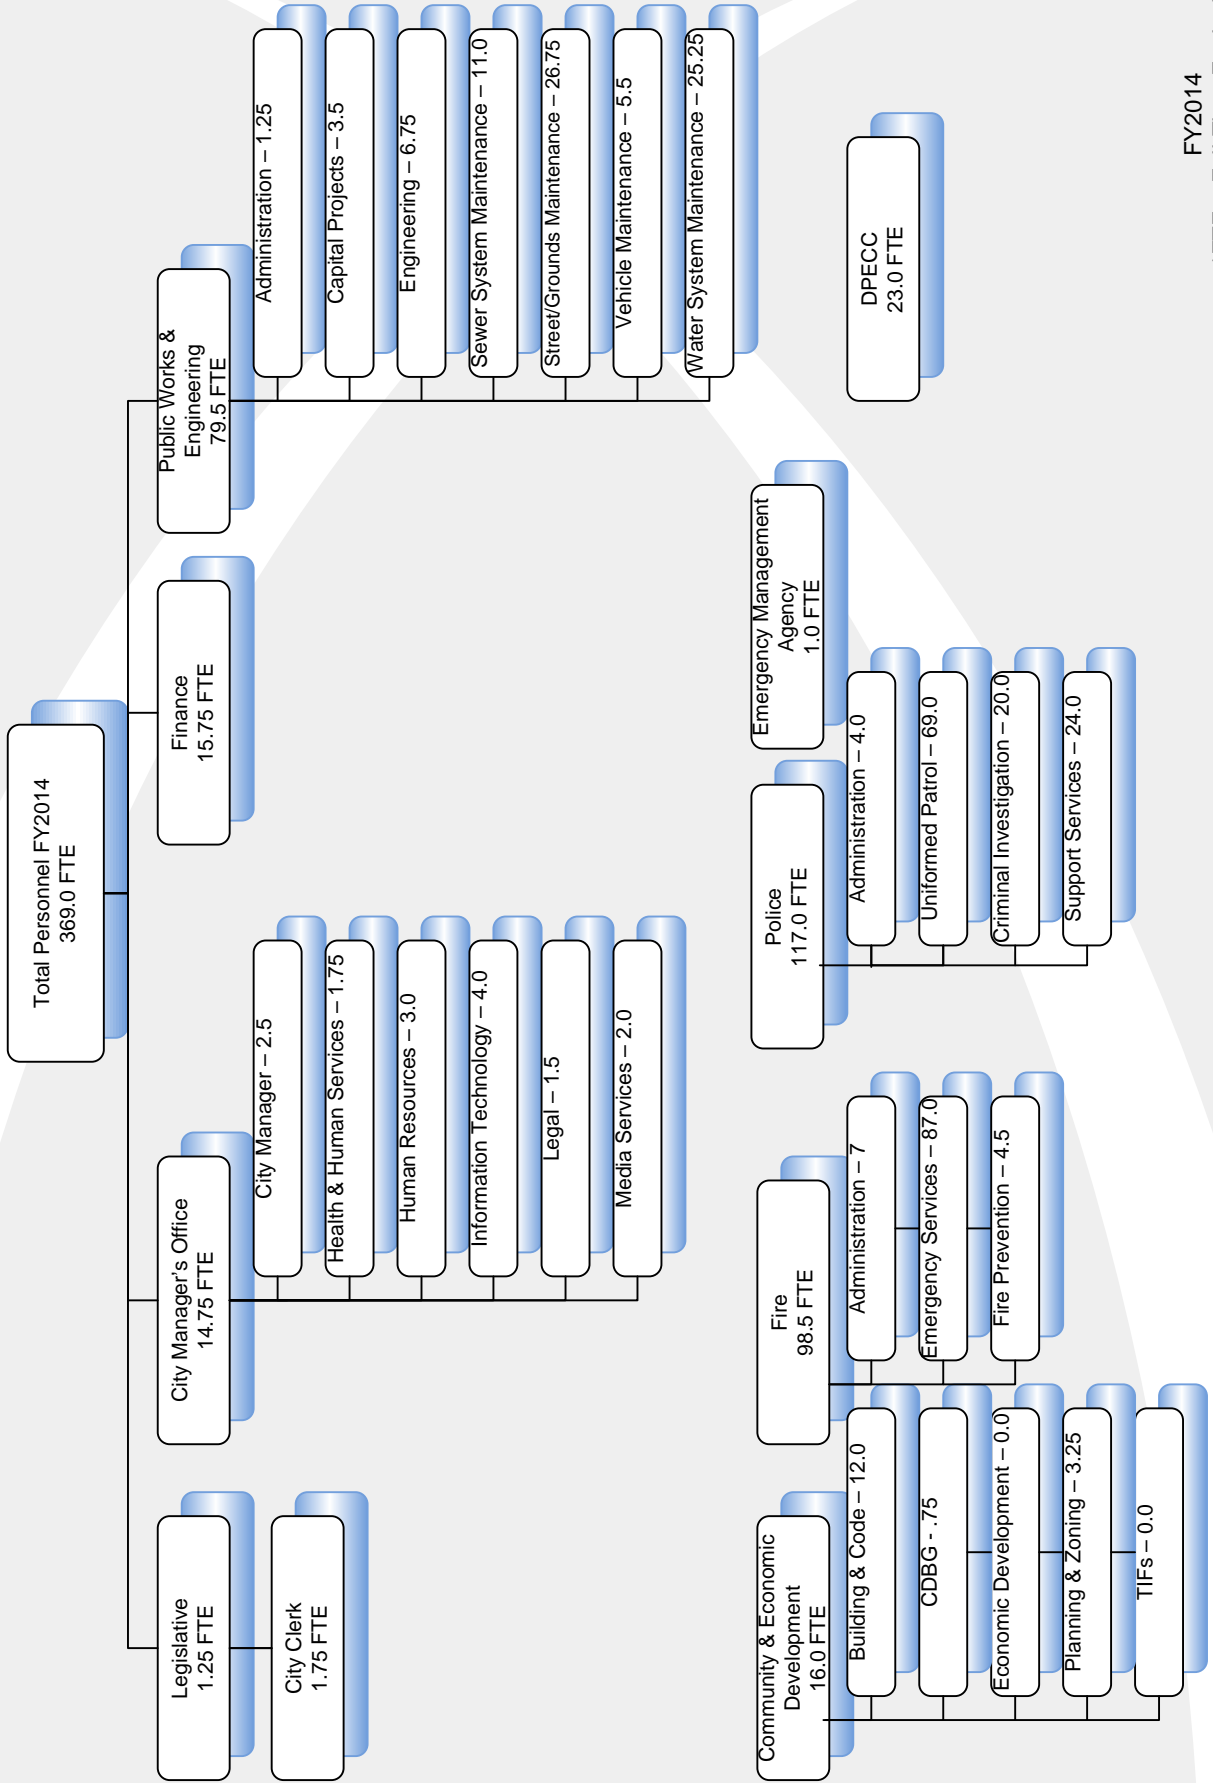 Total Personnel FY2014
369.0 FTE
Legislative
1.25 FTE
City Clerk
1.75 FTE
City Manager's Office
14.75 FTE
City Manager – 2.5
Health & Human Services – 1.75
Human Resources – 3.0
Information Technology – 4.0
Legal – 1.5
Media Services – 2.0
Finance
15.75 FTE
Public Works &
Engineering
79.5 FTE
Administration – 1.25
Capital Projects – 3.5
Engineering – 6.75
Sewer System Maintenance – 11.0
Street/Grounds Maintenance – 26.75
Vehicle Maintenance – 5.5
Water System Maintenance – 25.25
Community & Economic
Development
16.0 FTE
Building & Code – 12.0
CDBG - .75
Economic Development – 0.0
Planning & Zoning – 3.25
TIFs – 0.0
Fire
98.5 FTE
Administration – 7
Emergency Services – 87.0
Fire Prevention – 4.5
Police
117.0 FTE
Administration – 4.0
Uniformed Patrol – 69.0
Criminal Investigation – 20.0
Support Services – 24.0
Emergency Management
Agency
1.0 FTE
DPECC
23.0 FTE
FY2014